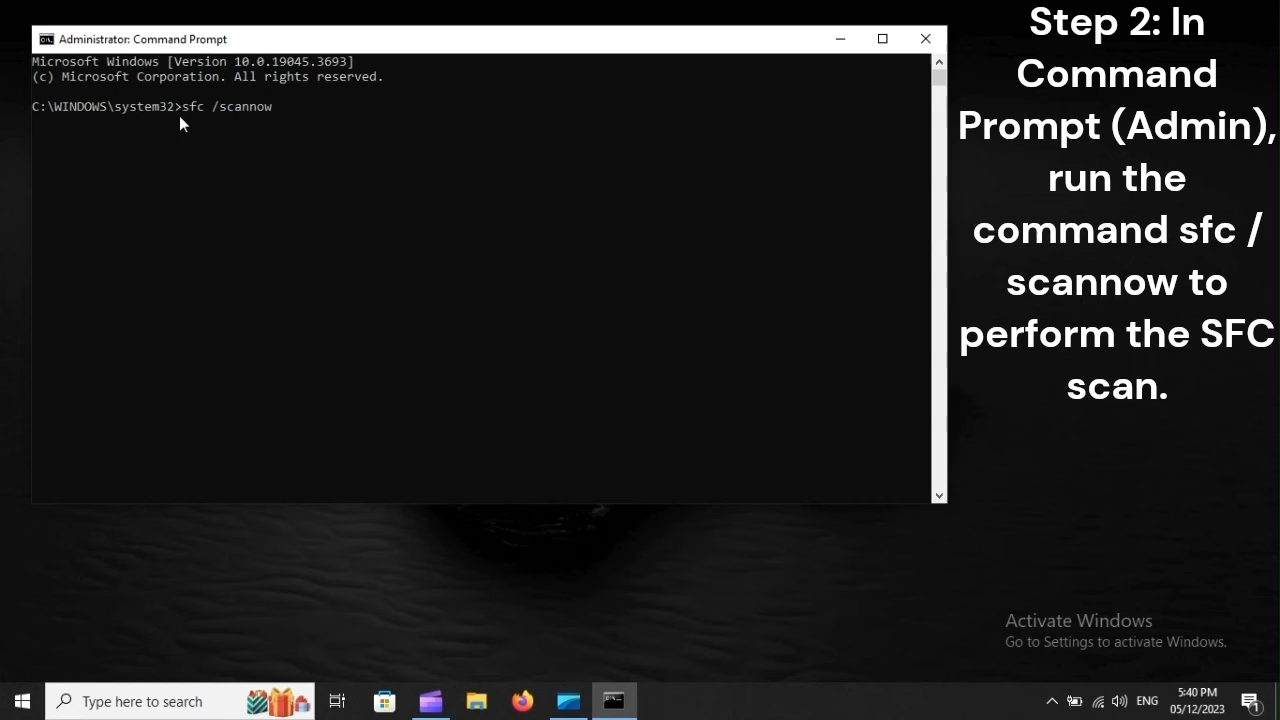 Administrator: Command Prompt
Microsoft Windows [Version 10.0.19045.3693]
(c) Microsoft Corporation. All rights reserved.
C:\WINDOWS\system32>sfc /scannow
Step 2: In
Command
Prompt (Admin),
run the
command sfc /
scannow to
perform the SFC
scan.
Activate Windows
Go to Settings to activate Windows.
Type here to search
ENG
5:40 PM
05/12/2023
1